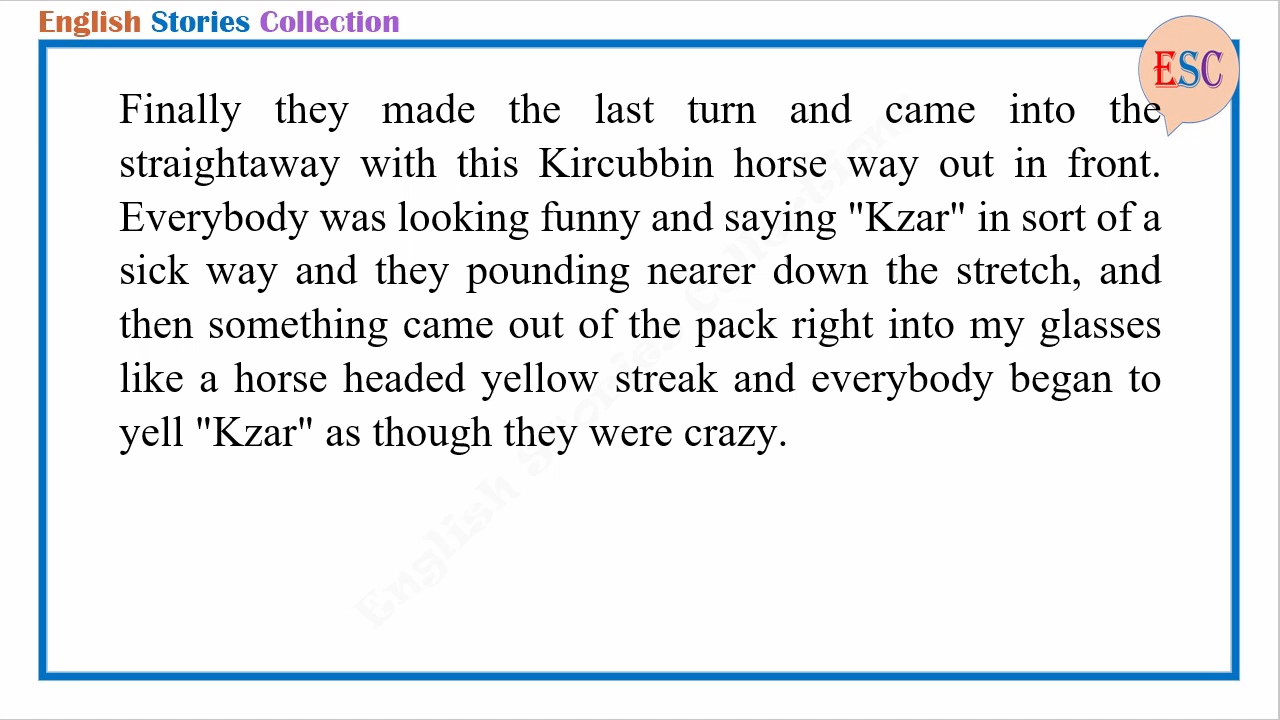 English Stories Collection
ESC
Finally they made the last turn and came into the
straightaway with this Kircubbin horse way out in front.
Everybody was looking funny and saying "Kzar" in sort of a
sick way and they pounding nearer down the stretch, and
then something came out of the pack right into my glasses
like a horse headed yellow streak and everybody began to
yell "Kzar" as though they were crazy.
English Stories Collection